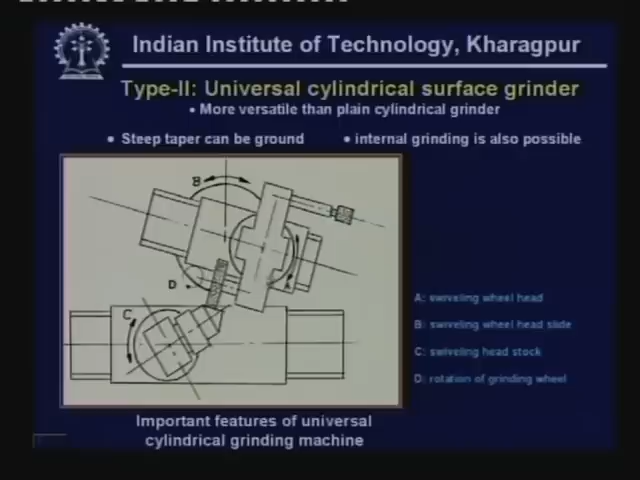 Indian Institute of Technology, Kharagpur
Type-II: Universal cylindrical surface grinder
• More versatile than plain cylindrical grinder
• Steep taper can be ground • internal grinding is also possible
B
D
A
C
A: swiveling wheel head
B: swiveling wheel head slide
C: swiveling head stock
D: rotation of grinding wheel
Important features of universal
cylindrical grinding machine